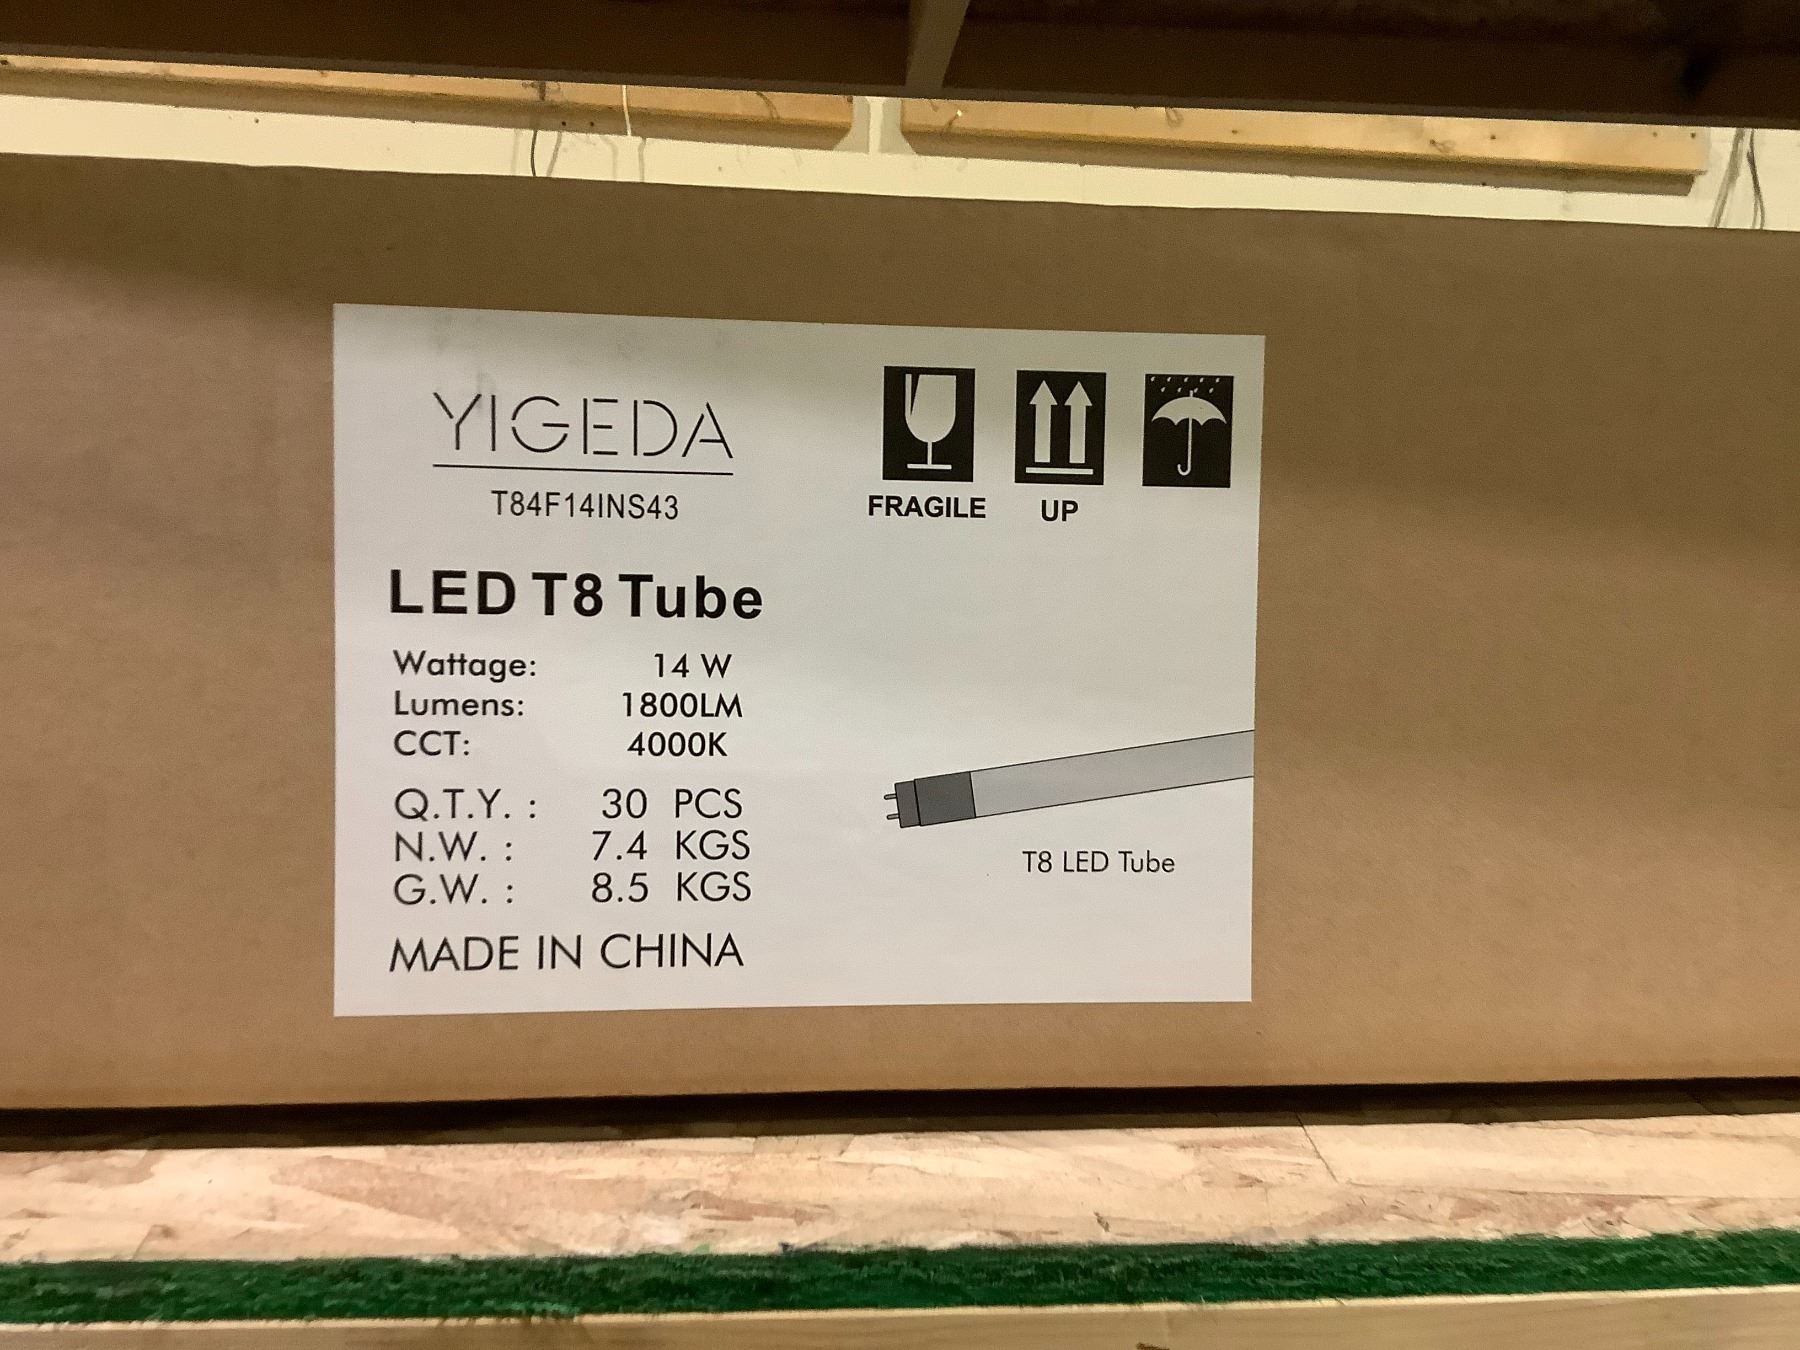 YIGEDA
T84F14INS43
FRAGILE
UP
LED T8 Tube
Wattage: 14 W
Lumens: 1800LM
CCT: 4000K
Q.T.Y. : 30 PCS
N.W. : 7.4 KGS
G.W. : 8.5 KGS
MADE IN CHINA
T8 LED Tube